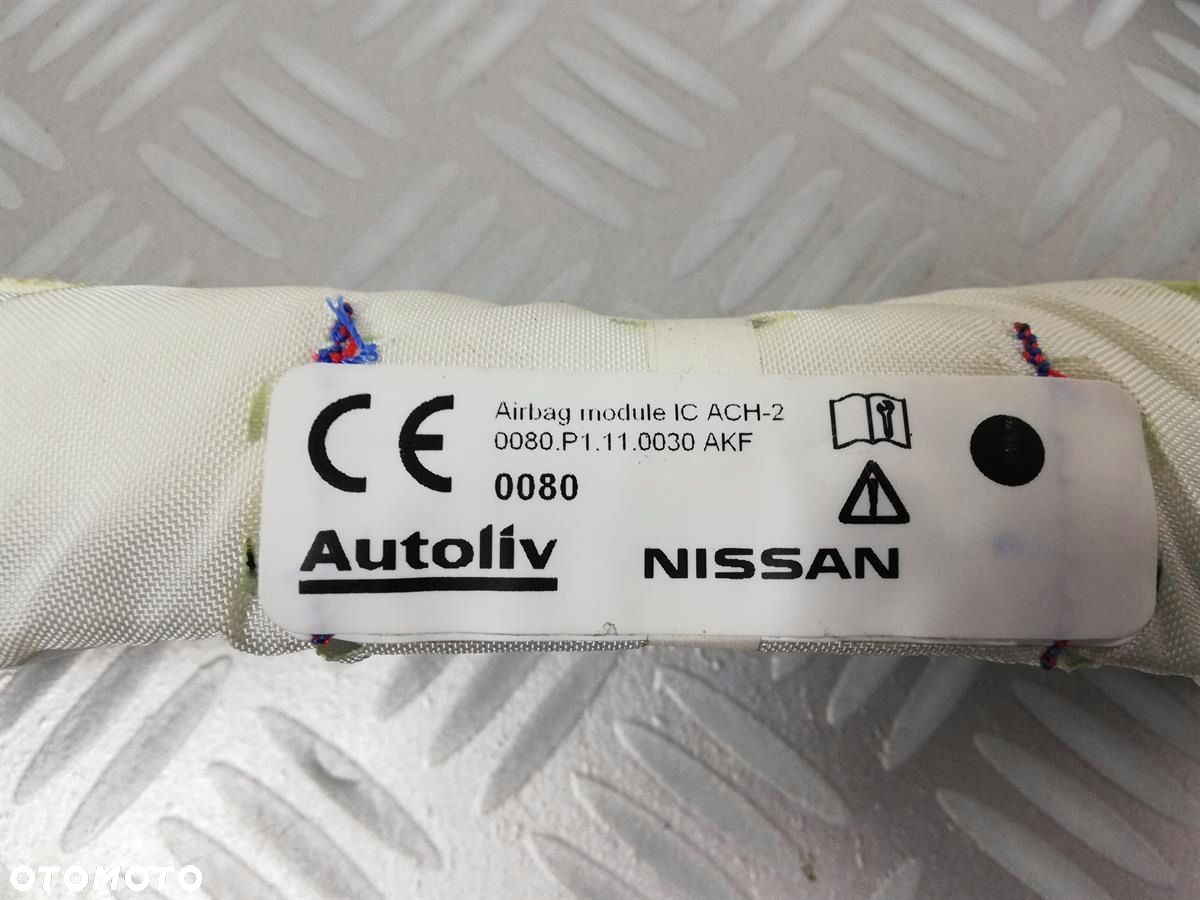 CE
Airbag module IC ACH-2
0080.P1.11.0030 AKF
0080
Autoliv
NISSAN
OTOMOTO